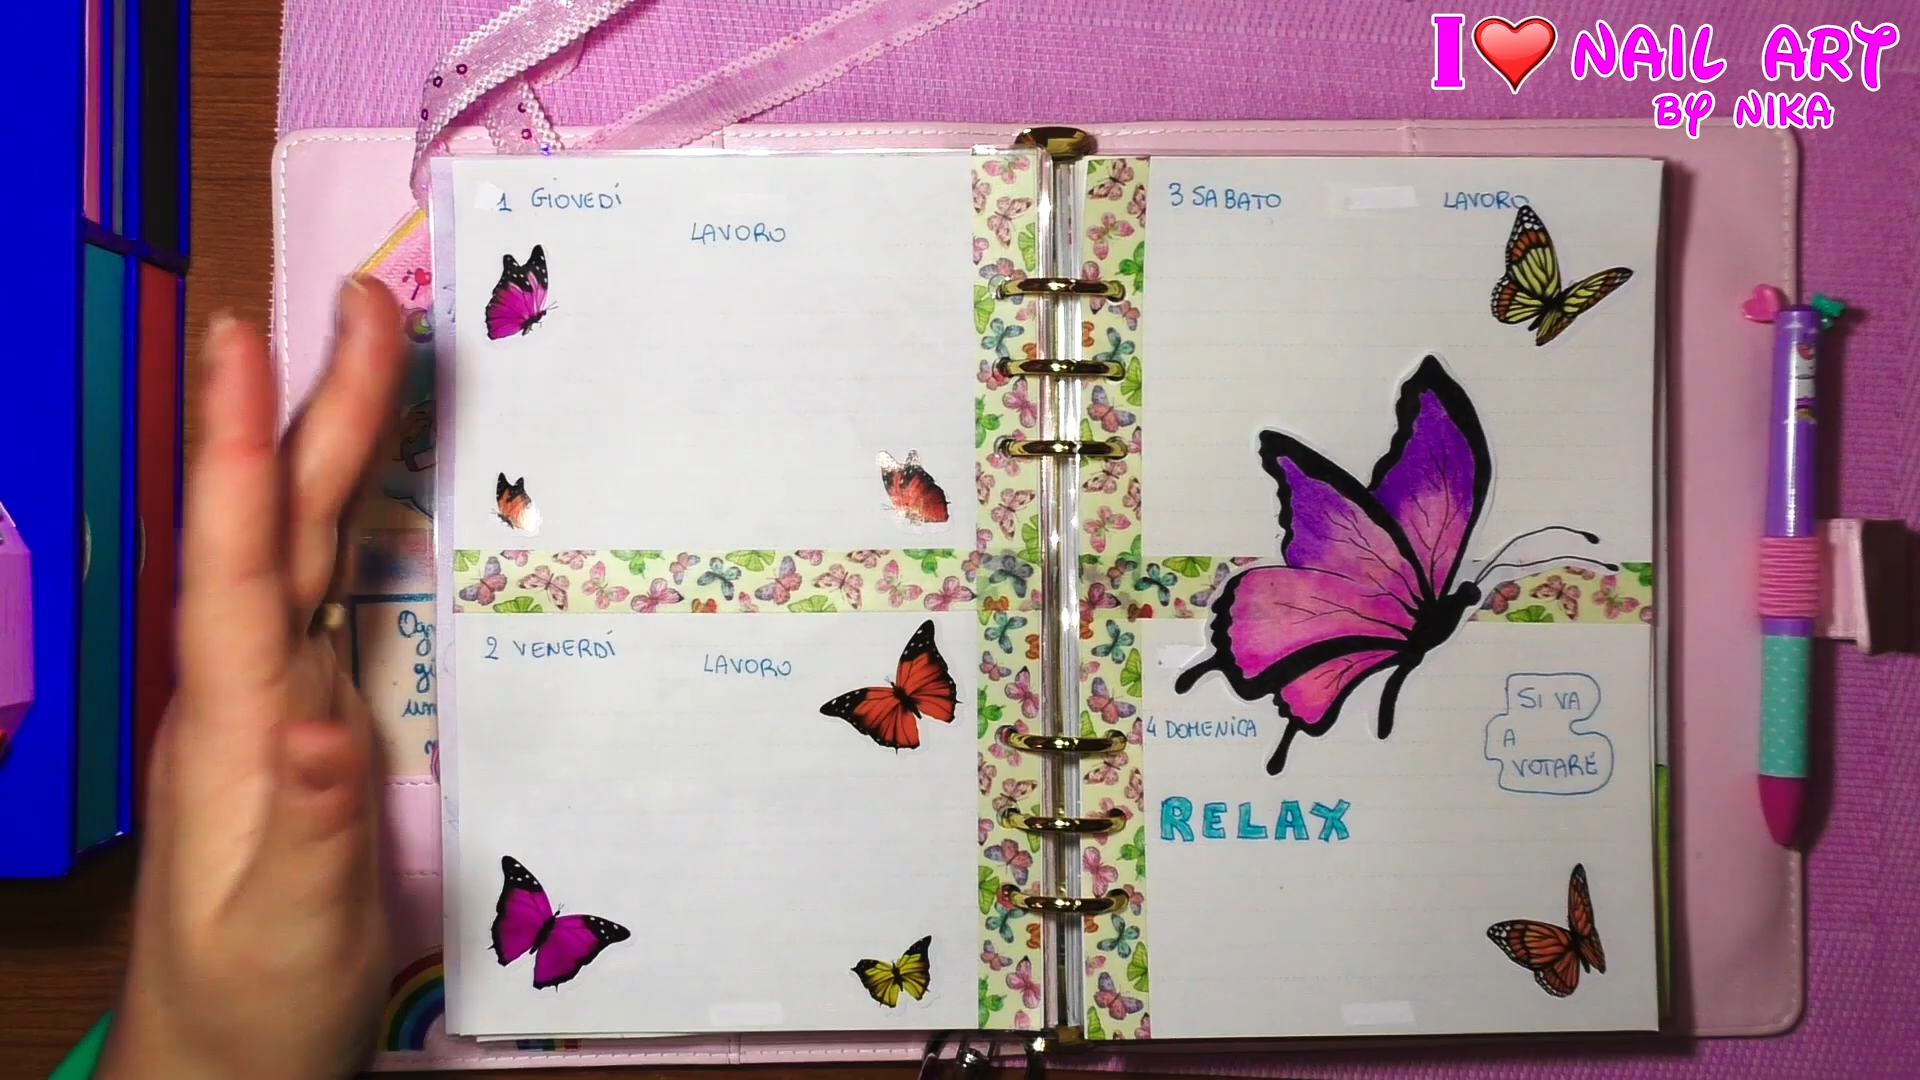 I ❤ NAIL ART
BY NIKA
1 GIOVEDÌ
LAVORO
2 VENERDÌ
LAVORO
3 SABATO
LAVORO
4 DOMENICA
SI VA
A
VOTARE
RELAX